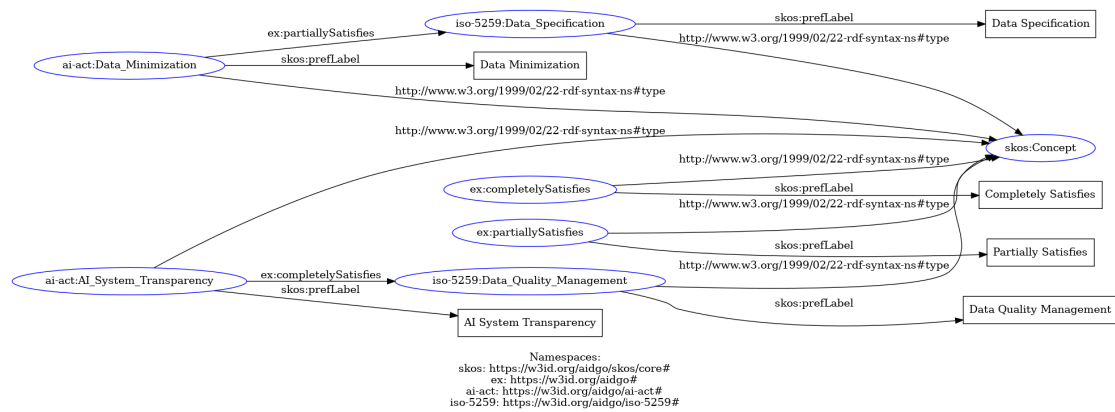 iso-5259:Data_Specification
skos:prefLabel
Data Specification
ex:partiallySatisfies
http://www.w3.org/1999/02/22-rdf-syntax-ns#type
ai-act:Data_Minimization
skos:prefLabel
Data Minimization
http://www.w3.org/1999/02/22-rdf-syntax-ns#type
http://www.w3.org/1999/02/22-rdf-syntax-ns#type
skos:Concept
http://www.w3.org/1999/02/22-rdf-syntax-ns#type
ex:completelySatisfies
skos:prefLabel
Completely Satisfies
http://www.w3.org/1999/02/22-rdf-syntax-ns#type
ex:partiallySatisfies
skos:prefLabel
Partially Satisfies
http://www.w3.org/1999/02/22-rdf-syntax-ns#type
ai-act:AI_System_Transparency
ex:completelySatisfies
iso-5259:Data_Quality_Management
skos:prefLabel
skos:prefLabel
Data Quality Management
AI System Transparency
Namespaces:
skos: https://w3id.org/aidgo/skos/core#
ex: https://w3id.org/aidgo#
ai-act: https://w3id.org/aidgo/ai-act#
iso-5259: https://w3id.org/aidgo/iso-5259#